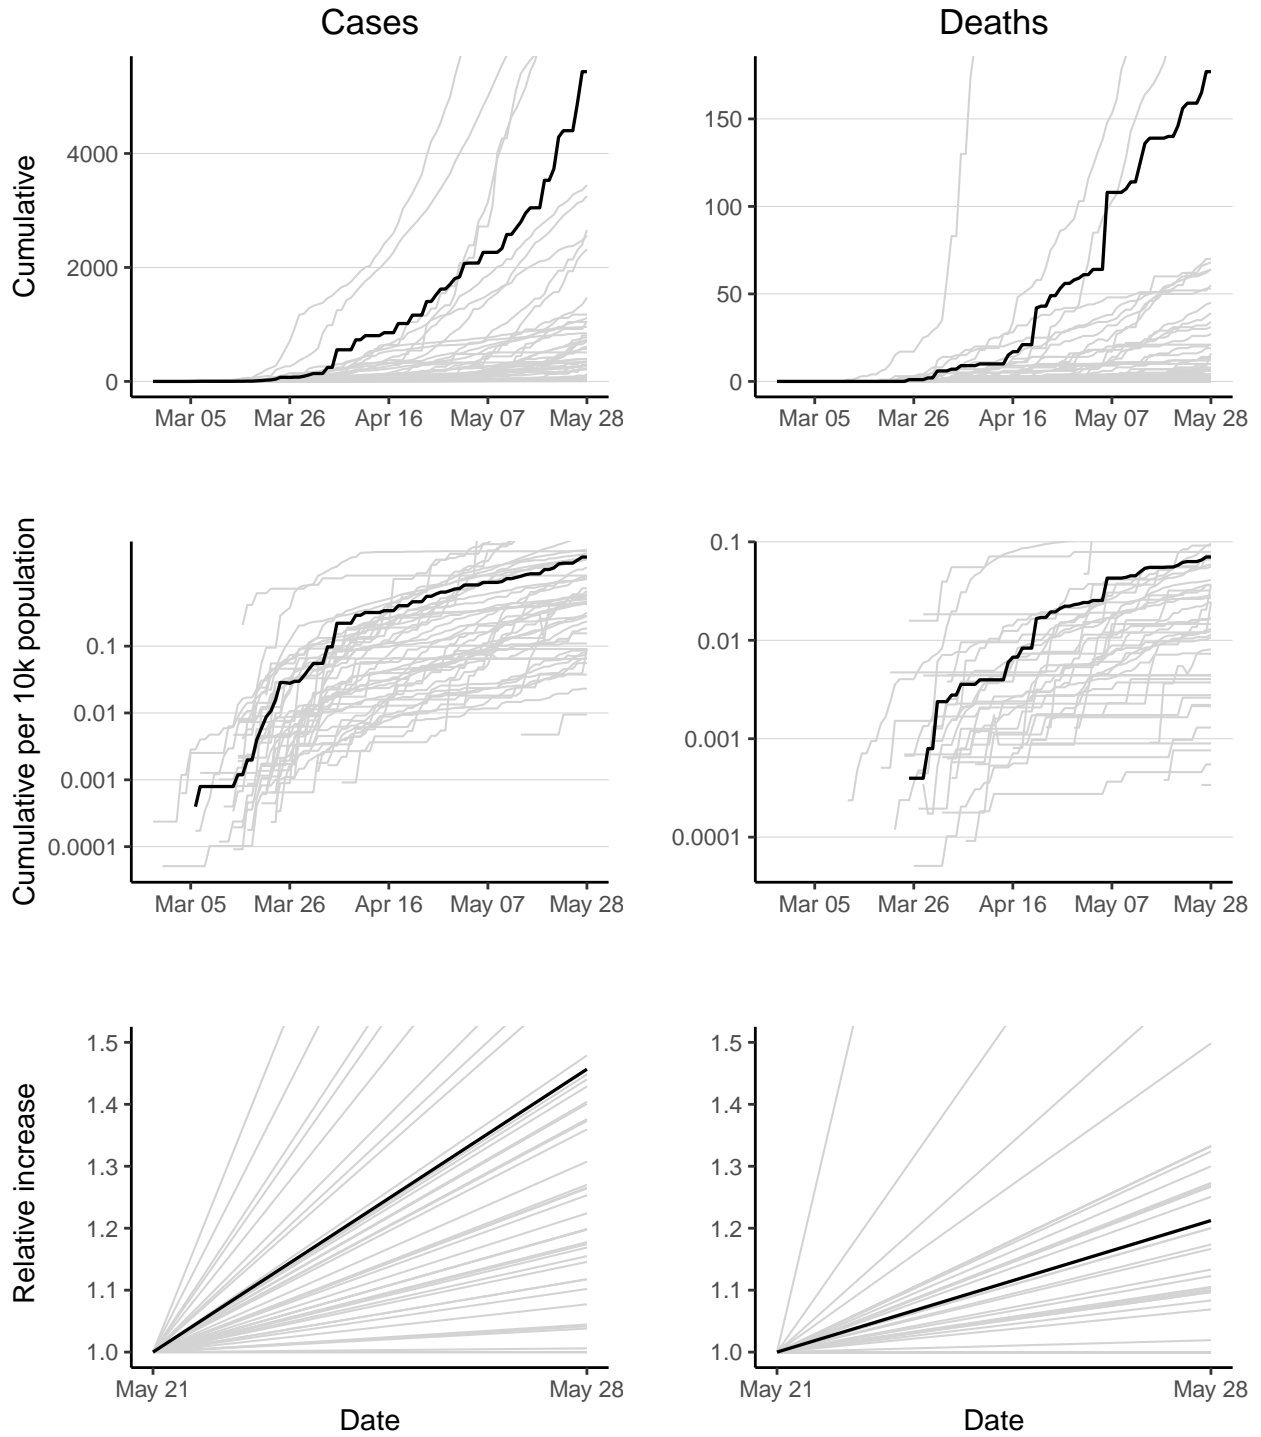 Cases
Deaths
Cumulative
4000
2000
0
Mar 05 Mar 26 Apr 16 May 07 May 28
150
100
50
0
Mar 05 Mar 26 Apr 16 May 07 May 28
Cumulative per 10k population
0.1
0.01
0.001
0.0001
Mar 05 Mar 26 Apr 16 May 07 May 28
0.1
0.01
0.001
0.0001
Mar 05 Mar 26 Apr 16 May 07 May 28
Relative increase
1.5
1.4
1.3
1.2
1.1
1.0
May 21 May 28
Date
1.5
1.4
1.3
1.2
1.1
1.0
May 21 May 28
Date